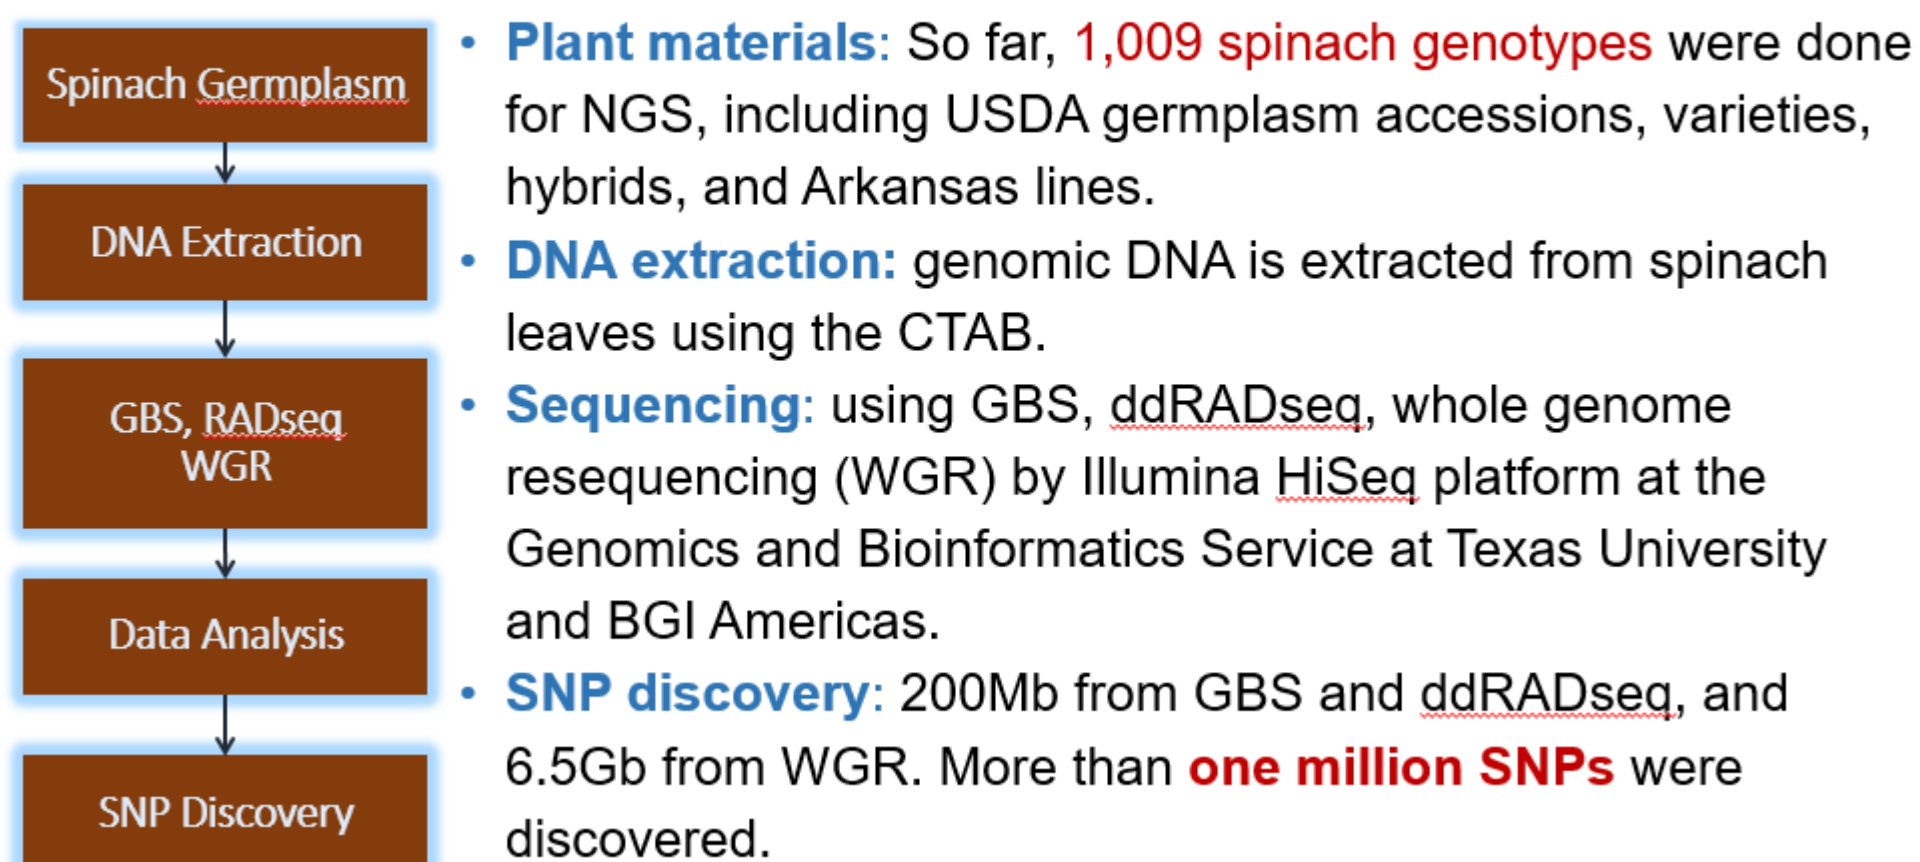 Spinach Germplasm
DNA Extraction
GBS, RADseq
WGR
Data Analysis
SNP Discovery
• Plant materials: So far, 1,009 spinach genotypes were done
for NGS, including USDA germplasm accessions, varieties,
hybrids, and Arkansas lines.
• DNA extraction: genomic DNA is extracted from spinach
leaves using the CTAB.
• Sequencing: using GBS, ddRADseq, whole genome
resequencing (WGR) by Illumina HiSeq platform at the
Genomics and Bioinformatics Service at Texas University
and BGI Americas.
• SNP discovery: 200Mb from GBS and ddRADseq, and
6.5Gb from WGR. More than one million SNPs were
discovered.